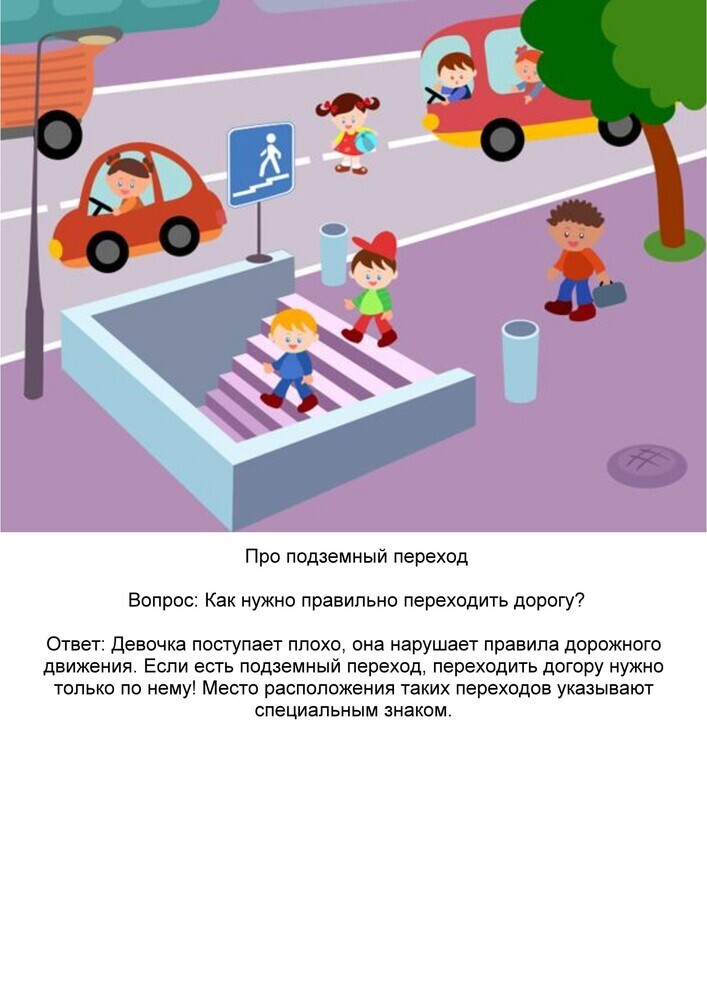 Про подземный переход
Вопрос: Как нужно правильно переходить дорогу?
Ответ: Девочка поступает плохо, она нарушает правила дорожного
движения. Если есть подземный переход, переходить догору нужно
только по нему! Место расположения таких переходов указывают
специальным знаком.